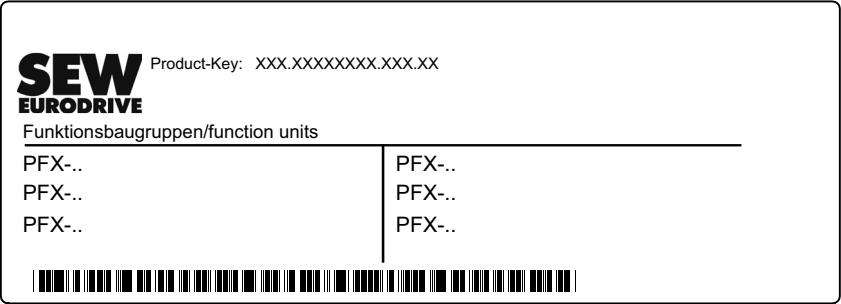 SEW
EURODRIVE
Product-Key: XXX.XXXXXXXX.XXX.XX
Funktionsbaugruppen/function units
PFX-.. PFX-..
PFX-.. PFX-..
PFX-.. PFX-..